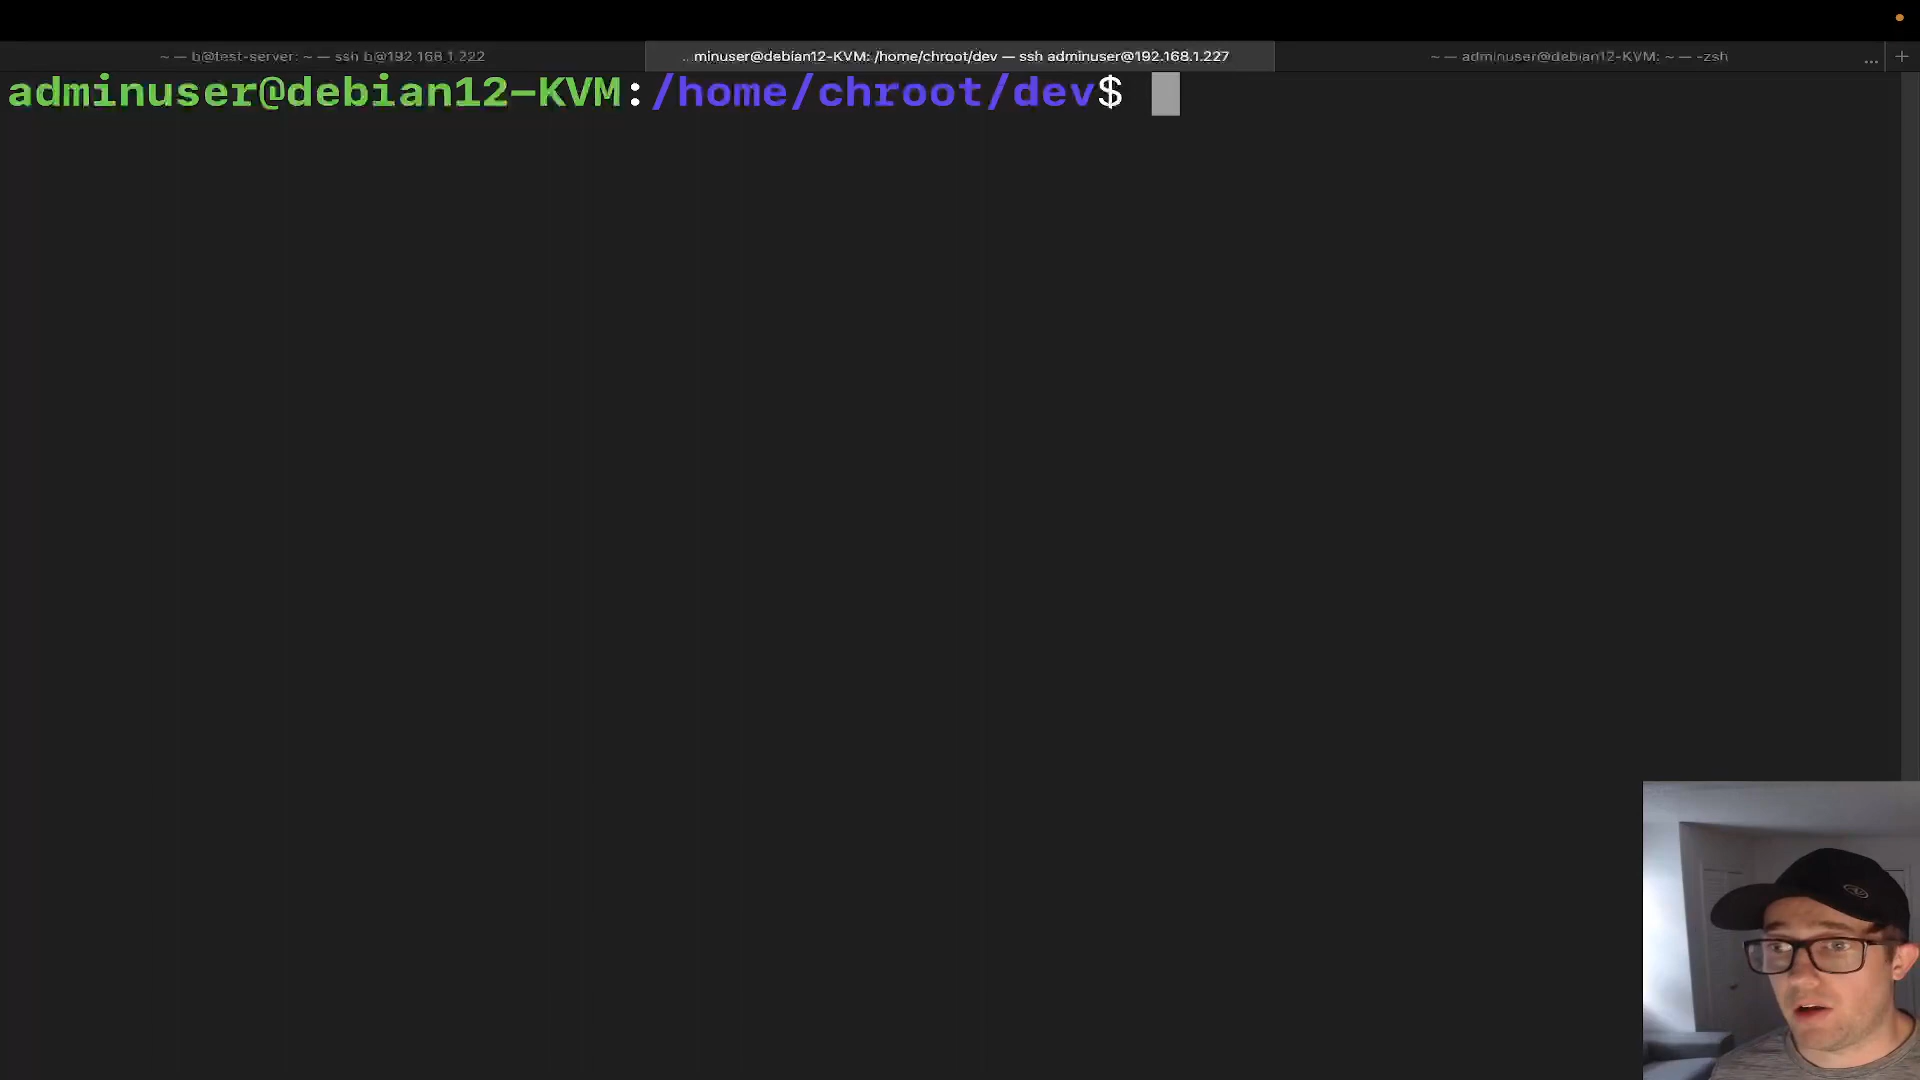 ~ — b@test-server: ~ — ssh b@192.168.1.222
... minuser@debian12-KVM: /home/chroot/dev — ssh adminuser@192.168.1.227
~ — adminuser@debian12-KVM: ~ — -zsh
... +
adminuser@debian12-KVM:/home/chroot/dev$